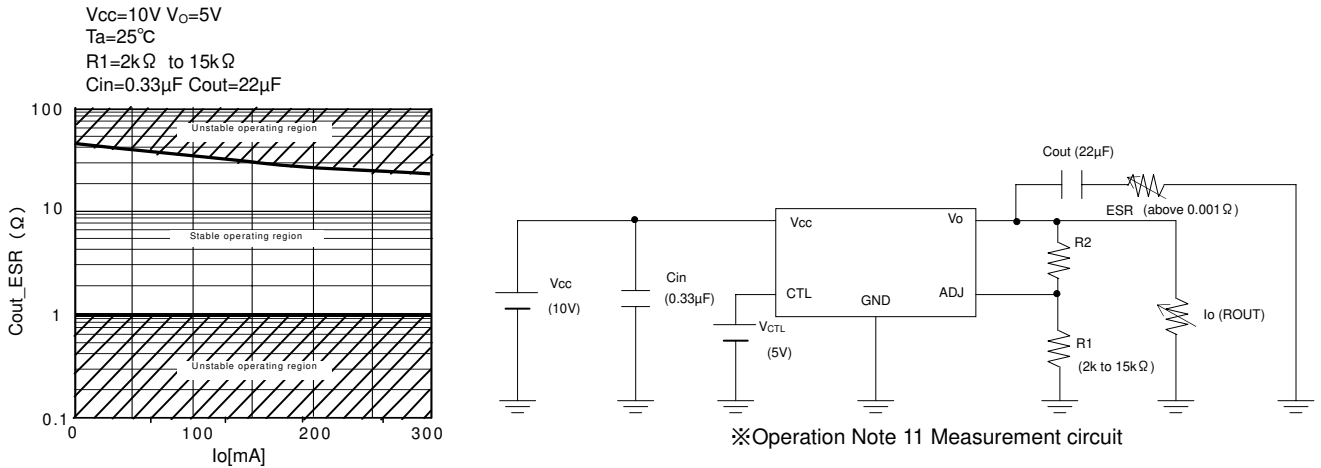 Vcc=10V Vo=5V
Ta=25℃
R1=2kΩ to 15kΩ
Cin=0.33µF Cout=22µF
100
Unstable operating region
10
Stable operating region
1
Unstable operating region
0.1
0
100
200
300
Cout_ESR (Ω)
Io[mA]
Cout (22µF)
ESR (above 0.001Ω)
Vcc
Vo
R2
Vcc
(10V)
Cin
(0.33µF)
CTL
GND
ADJ
VCTL
(5V)
R1
(2k to 15kΩ)
Io (ROUT)
※Operation Note 11 Measurement circuit